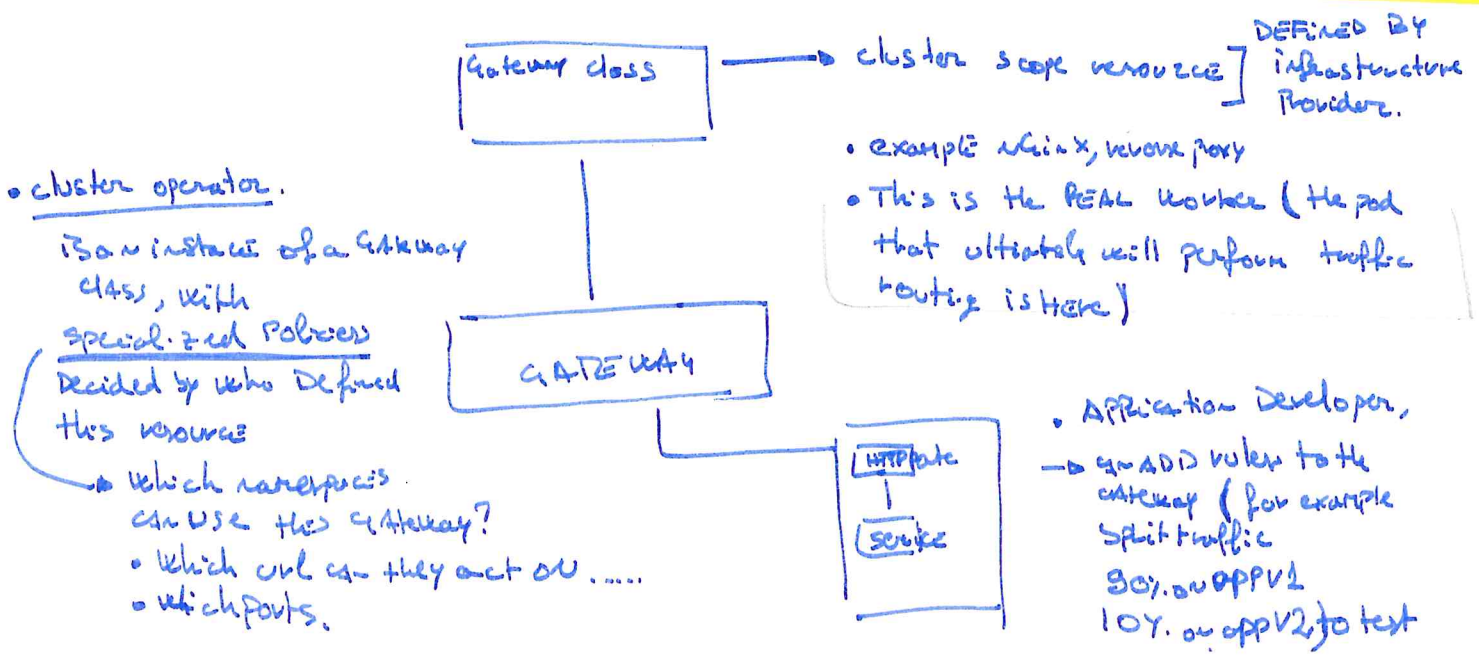 Gateway class
cluster scope resource
DEFINED BY
infrastructure
Provider.
• example nginx, reverse proxy
• This is the REAL worker (the pod
that ultimately will perform traffic
routing is HERE)
• cluster operator.
is an instance of a GAteway
class, with
specialized Policies
Decided by who Defined
this resource
which namespaces
can use this GAteway?
• which url can they act on .....
• which ports.
GATEWAY
HTTProute
service
• Application Developer,
can ADD rules to the
GAteway (for example
split traffic
90% on appV1
10% on appV2) to test